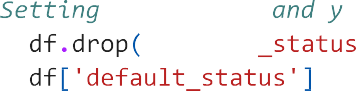 Setting and y
df.drop( _status
df['default_status']